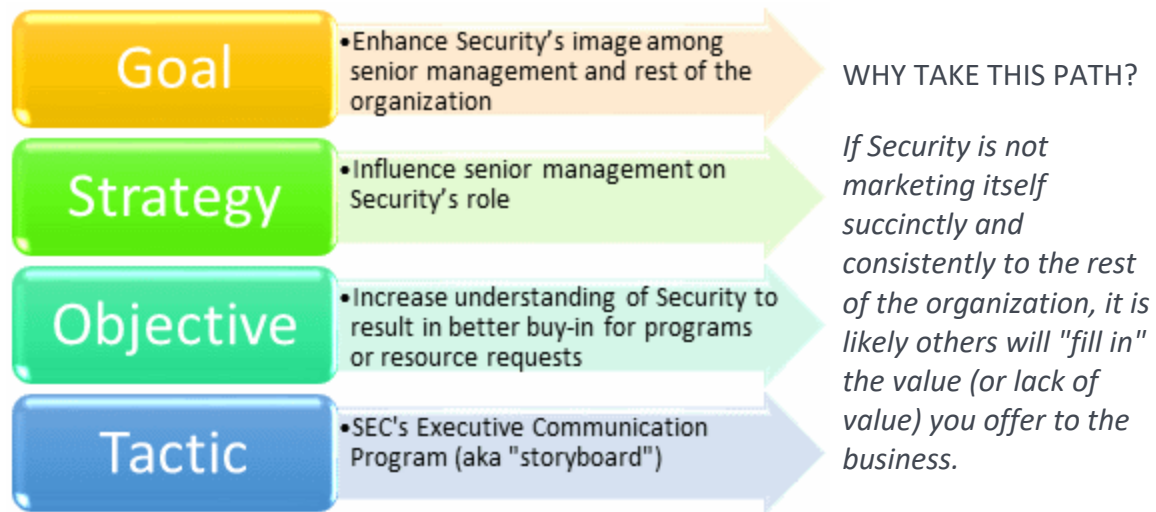 Goal
•Enhance Security's image among
senior management and rest of the
organization
Strategy
•Influence senior management on
Security's role
Objective
•Increase understanding of Security to
result in better buy-in for programs
or resource requests
Tactic
•SEC's Executive Communication
Program (aka "storyboard")
WHY TAKE THIS PATH?
If Security is not
marketing itself
succinctly and
consistently to the rest
of the organization, it is
likely others will "fill in"
the value (or lack of
value) you offer to the
business.